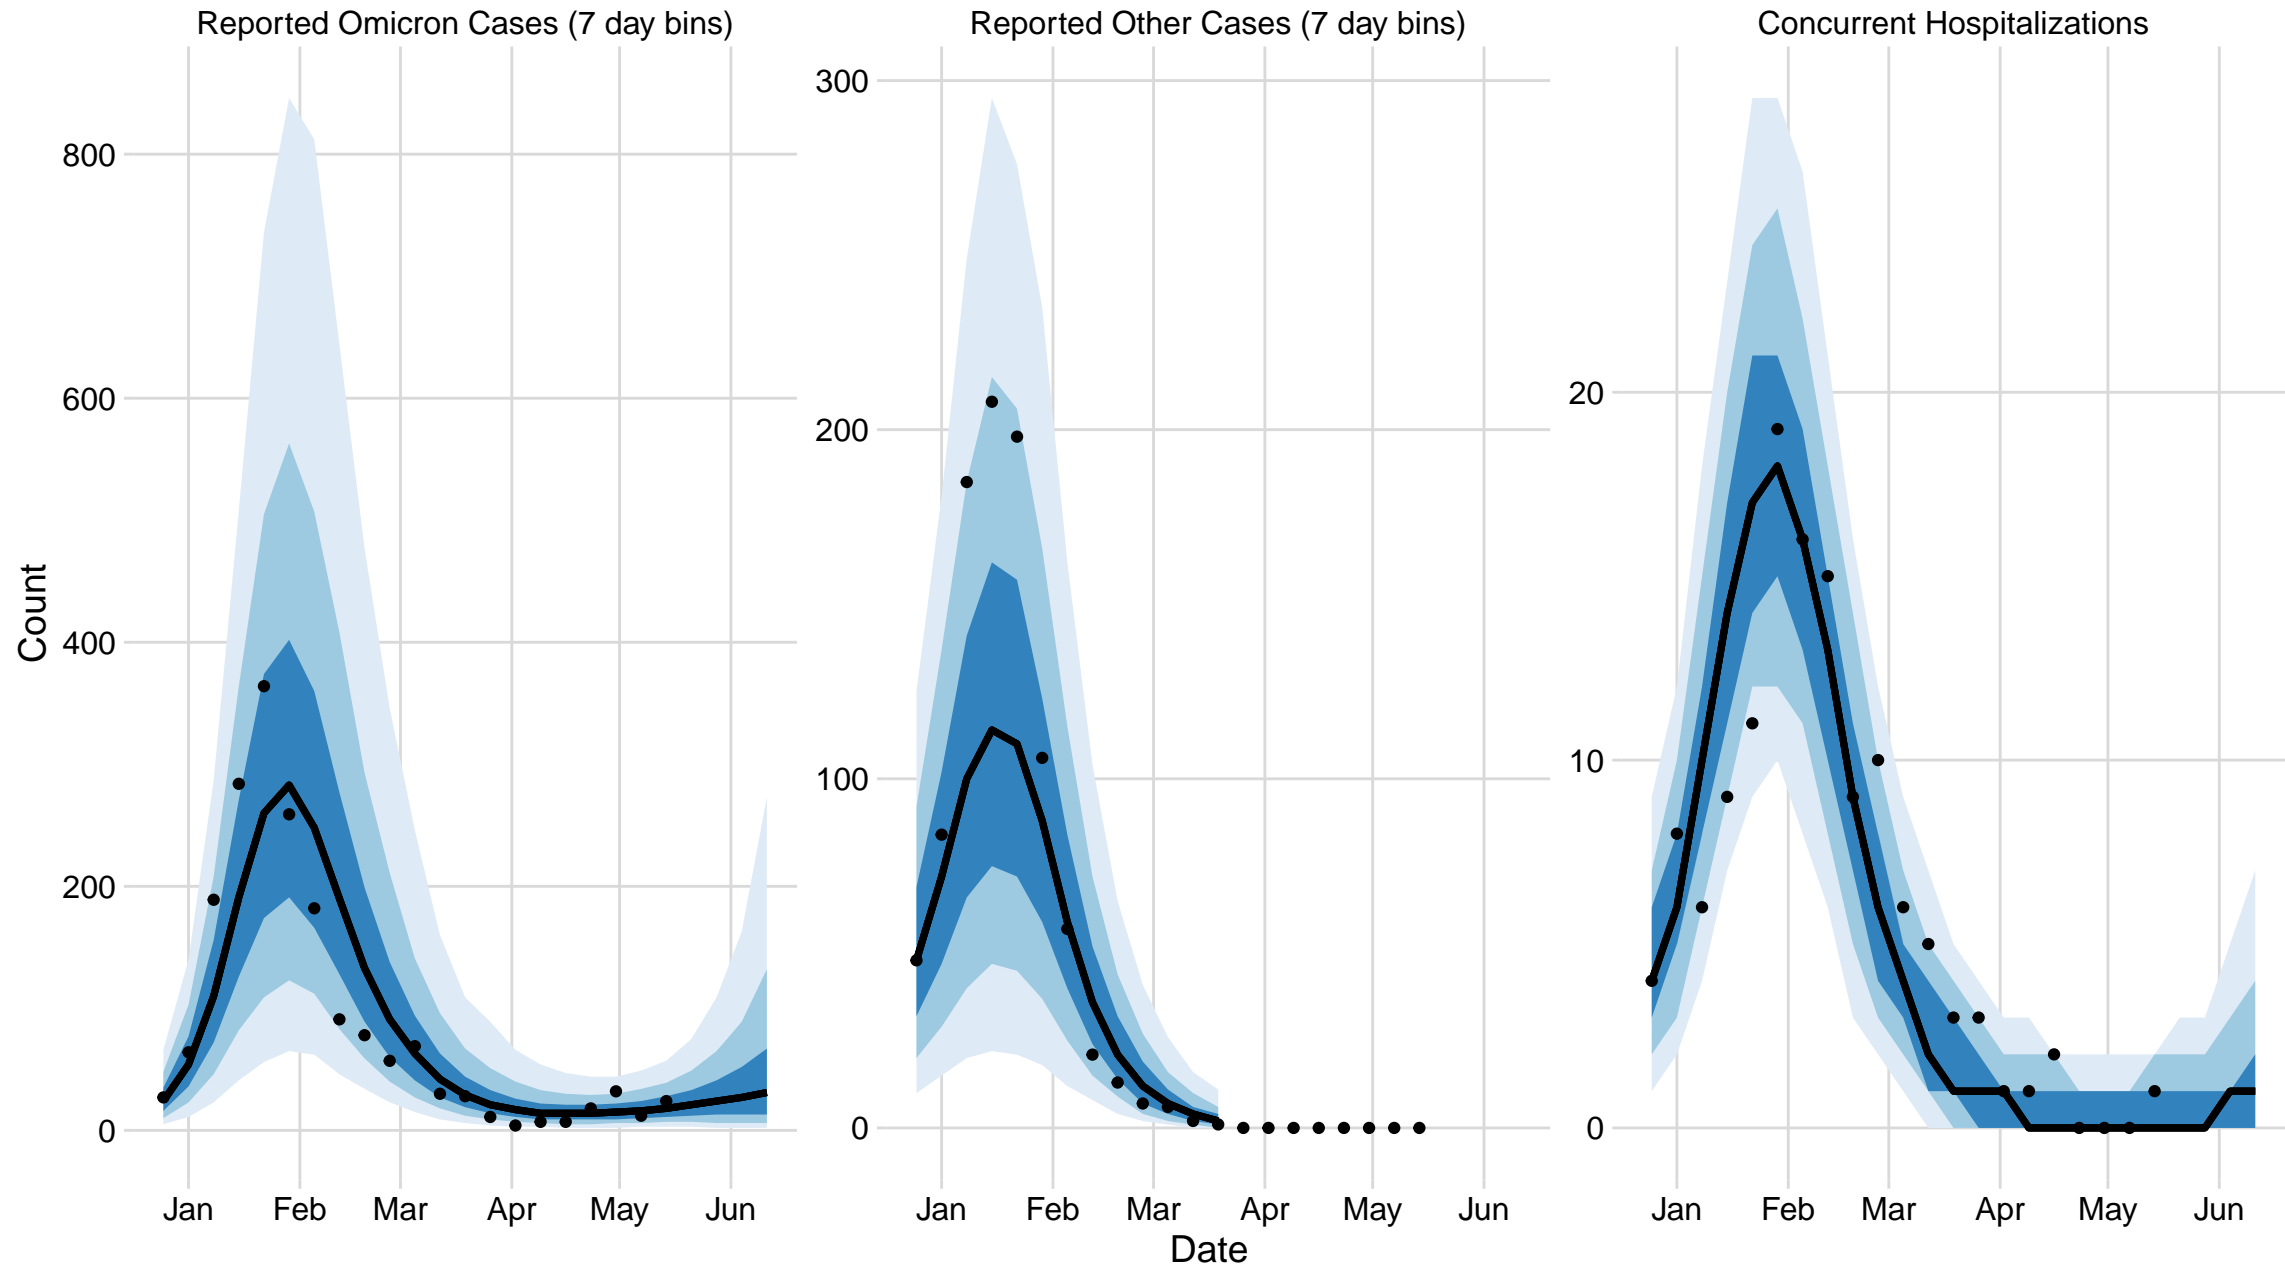 Reported Omicron Cases (7 day bins)
Reported Other Cases (7 day bins)
Concurrent Hospitalizations
Count
800
600
400
200
0
300
200
100
0
20
10
0
Jan Feb Mar Apr May Jun
Jan Feb Mar Apr May Jun
Jan Feb Mar Apr May Jun
Date